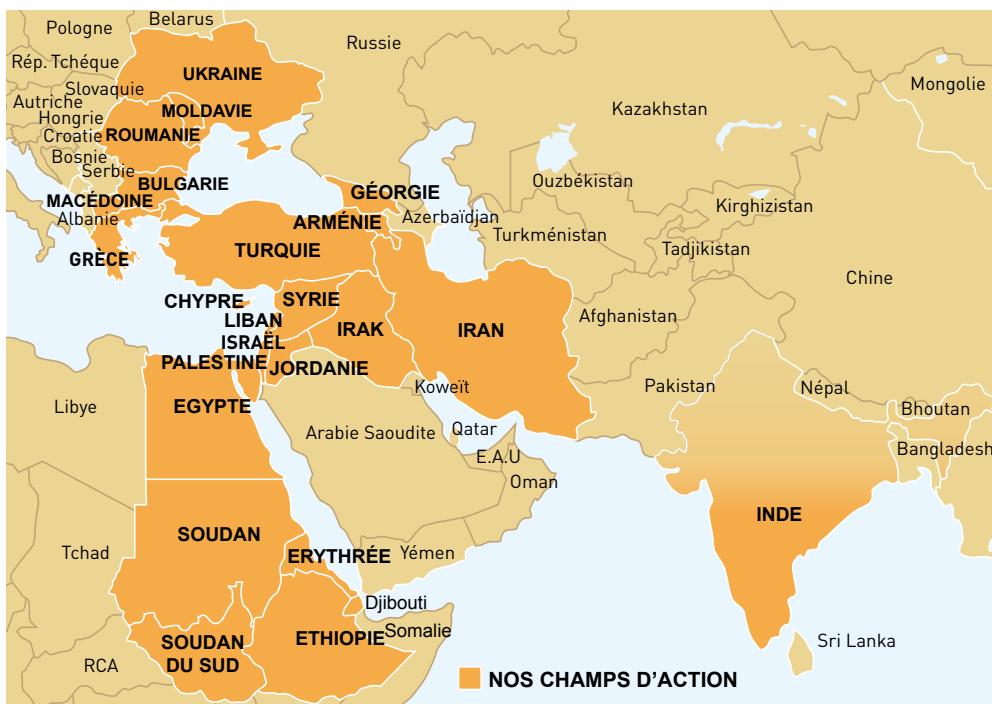 Belarus
Pologne
Russie
Rép. Tchéque
UKRAINE
Mongolie
Slovaquie
Autriche
MOLDAVIE
Kazakhstan
Hongrie
Croatie
ROUMANIE
Bosnie
Serbie
BULGARIE
Ouzbékistan
GÉORGIE
MACÉDOINE
Kirghizistan
Albanie
ARMÉNIE
Azerbaïdjan
Turkménistan
TURQUIE
Tadjikistan
GRÈCE
Chine
CHYPRE
SYRIE
LIBAN
Afghanistan
IRAK
IRAN
ISRAËL
PALESTINE
JORDANIE
Koweït
Pakistan
Népal
Libye
EGYPTE
Bhoutan
Arabie Saoudite
Qatar
Bangladesh
E.A.U
Oman
INDE
SOUDAN
Tchad
ERYTHRÉE
Yémen
Djibouti
Somalie
SOUDAN
DU SUD
ETHIOPIE
Sri Lanka
RCA
NOS CHAMPS D'ACTION